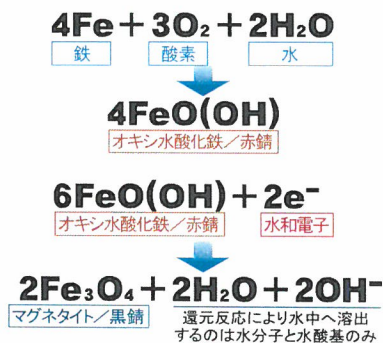 4Fe+3O₂+2H₂O
鉄 酸素 水
4FeO(OH)
オキシ水酸化鉄／赤錆
6FeO(OH)+2e⁻
オキシ水酸化鉄／赤錆 水和電子
2Fe₃O₄+2H₂O+2OH⁻
マグネタイト／黒錆 還元反応により水中へ溶出
するのは水分子と水酸基のみ